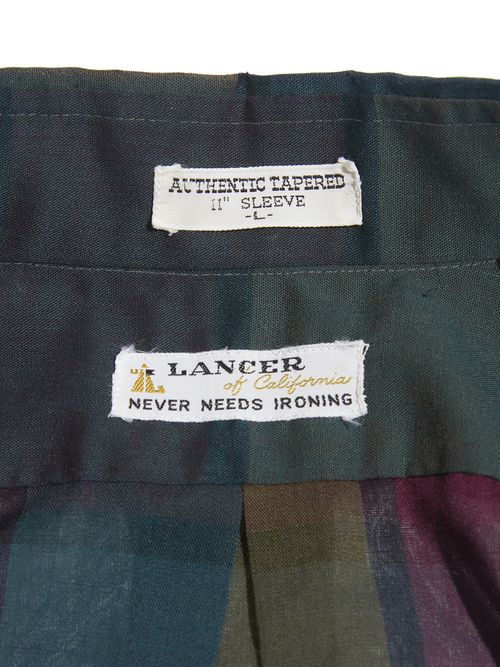 AUTHENTIC TAPERED
11" SLEEVE
-L-
LANCER
of California
NEVER NEEDS IRONING